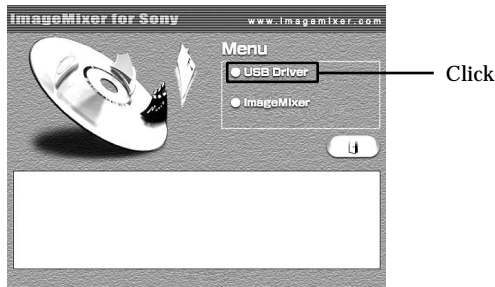 ImageMixer for Sony
www.imagemixer.com
Menu
USB Driver
Click
ImageMixer